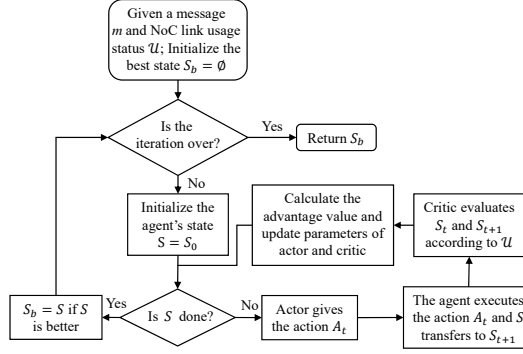 Given a message
m and NoC link usage
status 𝒰; Initialize the
best state S_b = ∅
Is the
iteration over?
Yes
Return S_b
No
Initialize the
agent's state
S = S_0
Calculate the
advantage value and
update parameters of
actor and critic
Critic evaluates
S_t and S_{t+1}
according to 𝒰
S_b = S if S
is better
Yes
Is S done?
No
Actor gives
the action A_t
The agent executes
the action A_t and S
transfers to S_{t+1}